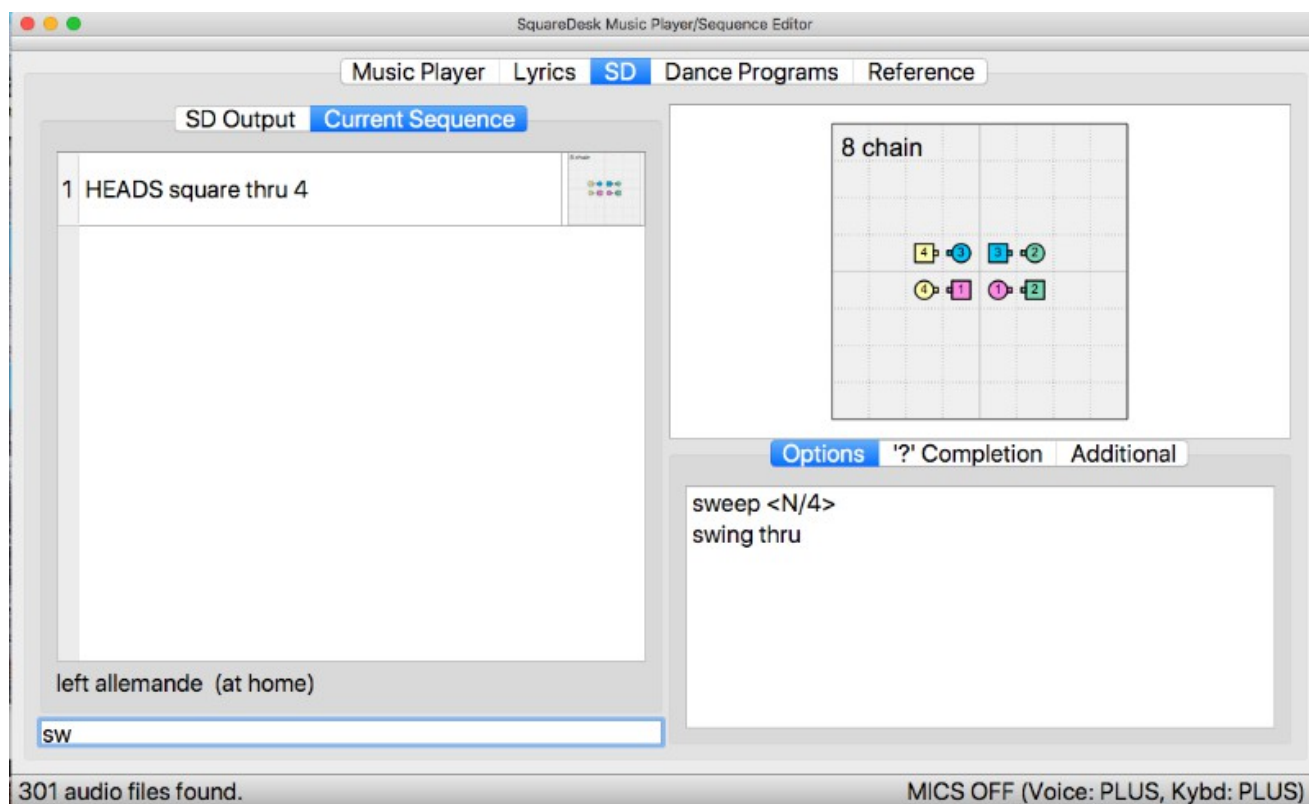 SquareDesk Music Player/Sequence Editor
Music Player Lyrics SD Dance Programs Reference
SD Output Current Sequence
1 HEADS square thru 4
8 chain
left allemande (at home)
sw
8 chain
4 3 3 2
4 1 1 2
Options '?' Completion Additional
sweep <N/4>
swing thru
301 audio files found.
MICS OFF (Voice: PLUS, Kybd: PLUS)